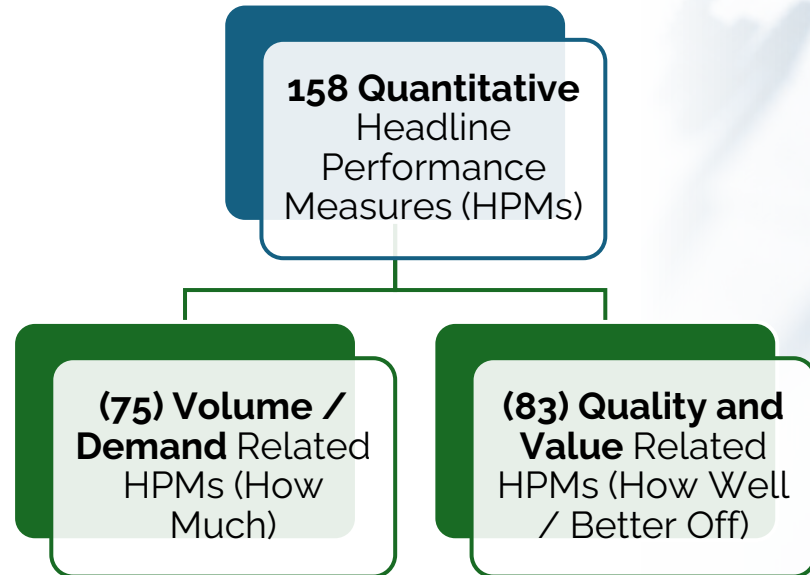 158 Quantitative
Headline
Performance
Measures (HPMs)
(75) Volume /
Demand Related
HPMs (How
Much)
(83) Quality and
Value Related
HPMs (How Well
/ Better Off)